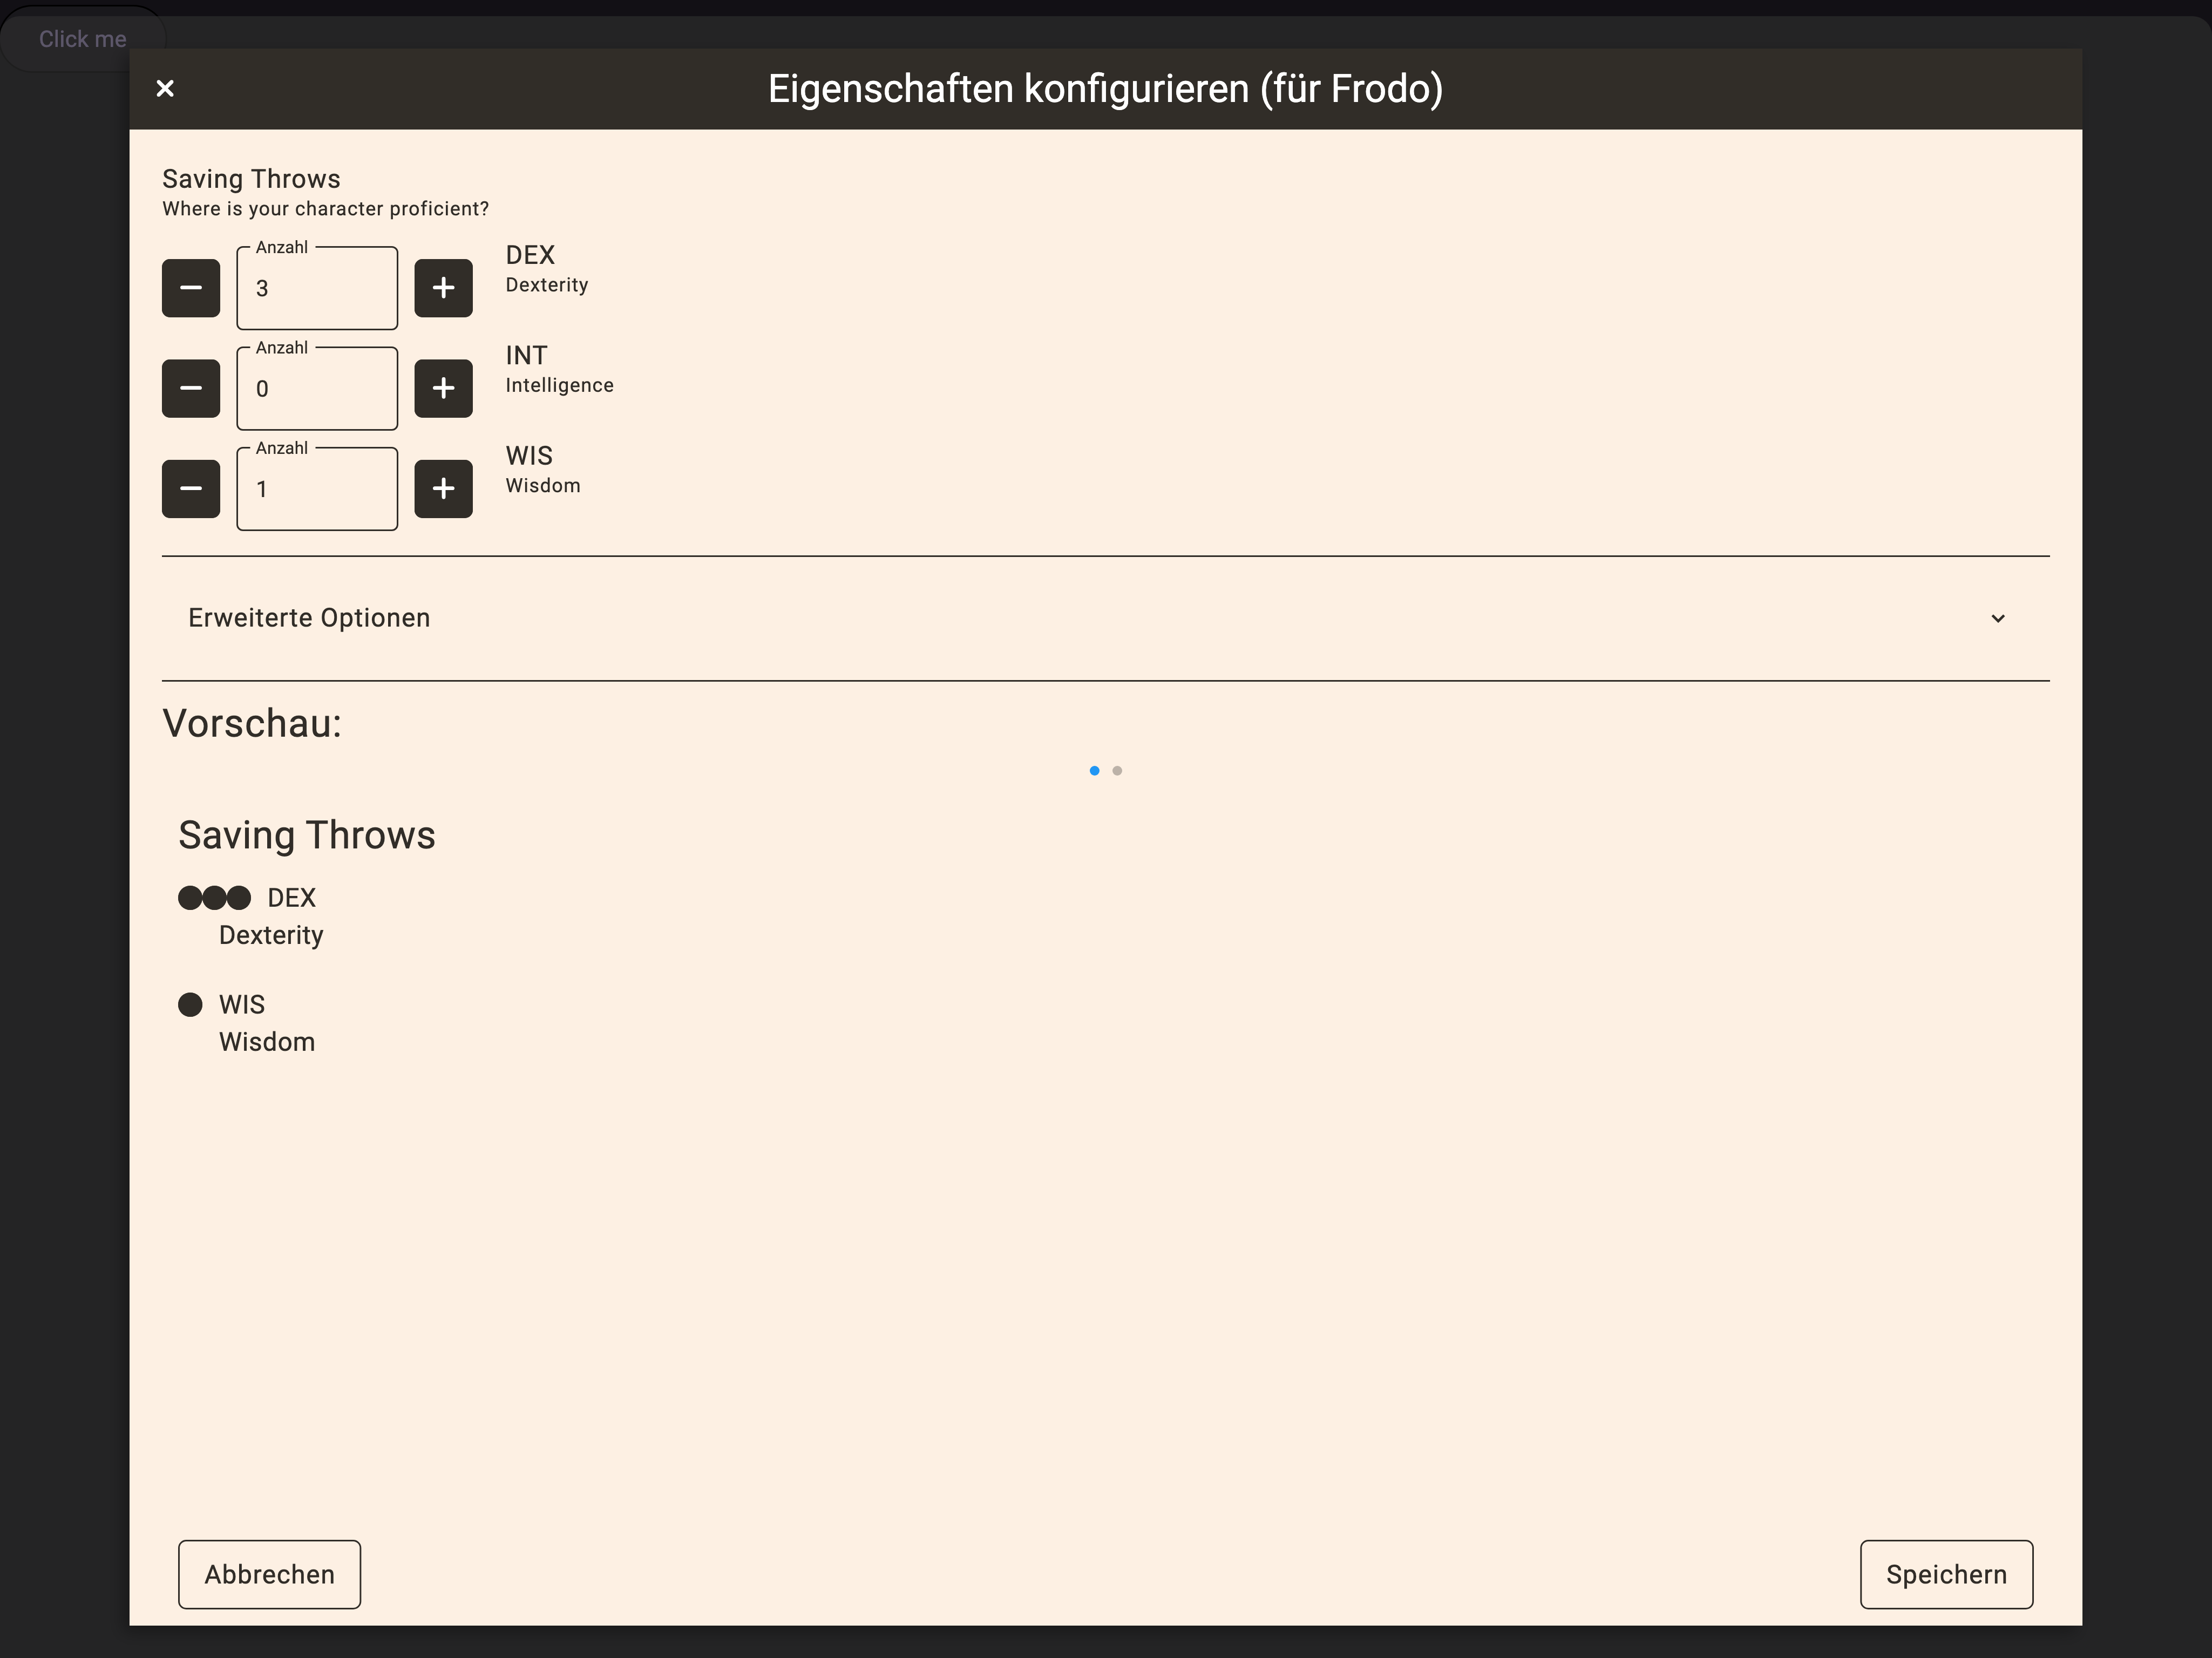 Click me
Eigenschaften konfigurieren (für Frodo)
Saving Throws
Where is your character proficient?
Anzahl
3
DEX
Dexterity
Anzahl
0
INT
Intelligence
Anzahl
1
WIS
Wisdom
Erweiterte Optionen
Vorschau:
Saving Throws
DEX
Dexterity
WIS
Wisdom
Abbrechen
Speichern